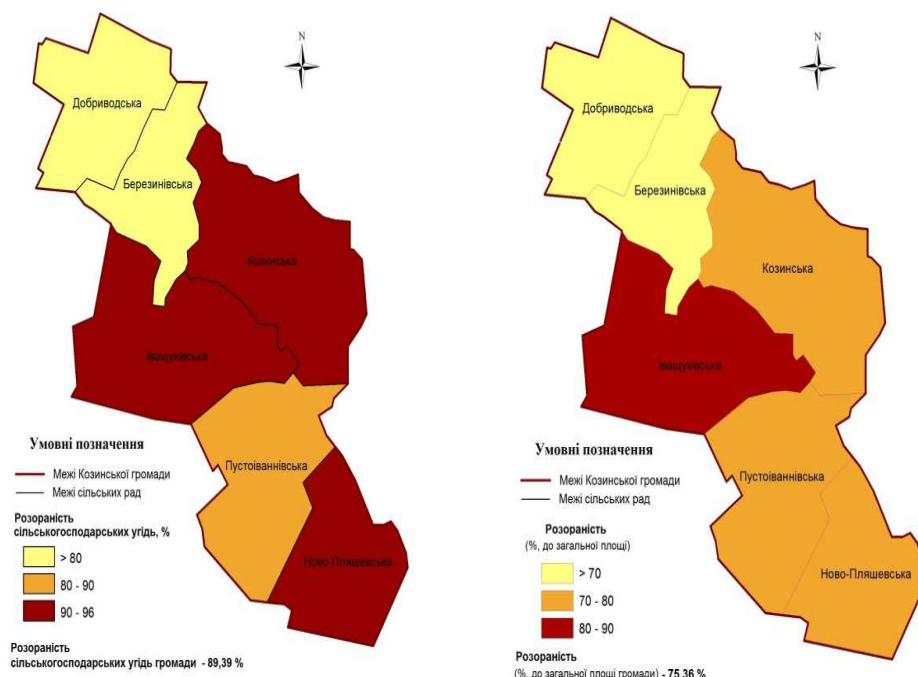 N
Добриводська
Березинівська
Козинська
Іващуківська
Пустоіваннівська
Ново-Пляшевська
Умовні позначення
Межі Козинської громади
Межі сільських рад
Розораність
сільськогосподарських угідь, %
> 80
80 - 90
90 - 96
Розораність
сільськогосподарських угідь громади - 89,39 %
N
Добриводська
Березинівська
Козинська
Іващуківська
Пустоіваннівська
Ново-Пляшевська
Умовні позначення
Межі Козинської громади
Межі сільських рад
Розораність
(%, до загальної площі)
> 70
70 - 80
80 - 90
Розораність
(%, до загальної площі громади) - 75,36 %